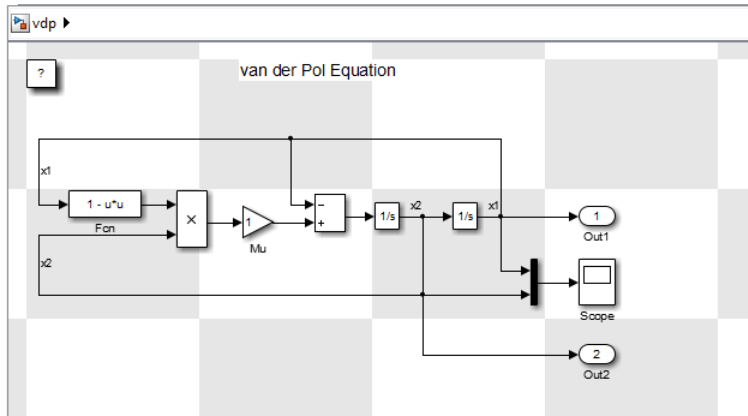 vdp
?
van der Pol Equation
x1
1 - u*u
Fcn
×
x2
1
Mu
−
+
1/s
x2
1/s
x1
1
Out1
Scope
2
Out2